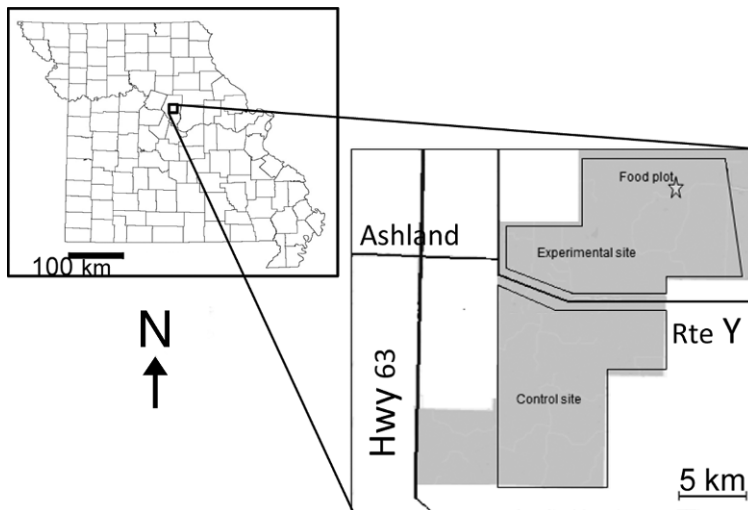 100 km
N
Food plot
Ashland
Experimental site
Rte Y
Hwy 63
Control site
5 km